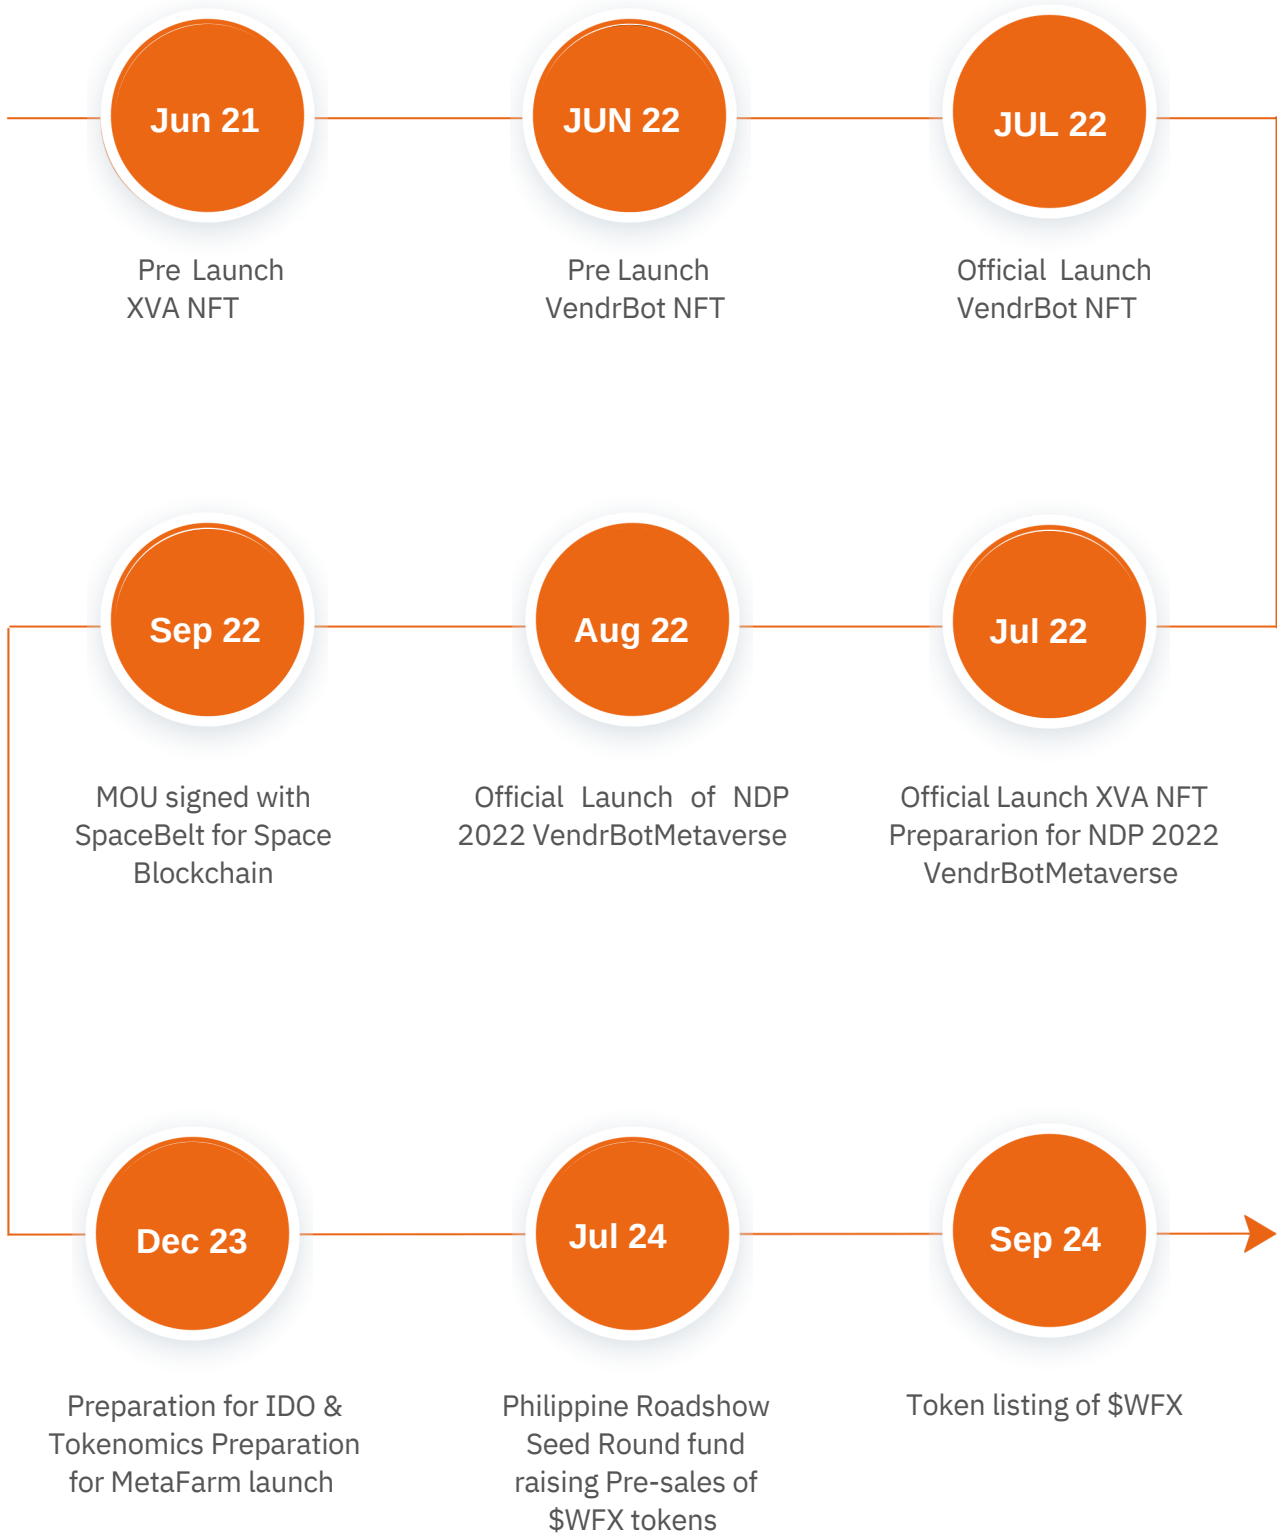 Jun 21
Pre Launch
XVA NFT
JUN 22
Pre Launch
VendrBot NFT
JUL 22
Official Launch
VendrBot NFT
Jul 22
Official Launch XVA NFT
Prepararion for NDP 2022
VendrBotMetaverse
Aug 22
Official Launch of NDP
2022 VendrBotMetaverse
Sep 22
MOU signed with
SpaceBelt for Space
Blockchain
Dec 23
Preparation for IDO &
Tokenomics Preparation
for MetaFarm launch
Jul 24
Philippine Roadshow
Seed Round fund
raising Pre-sales of
$WFX tokens
Sep 24
Token listing of $WFX